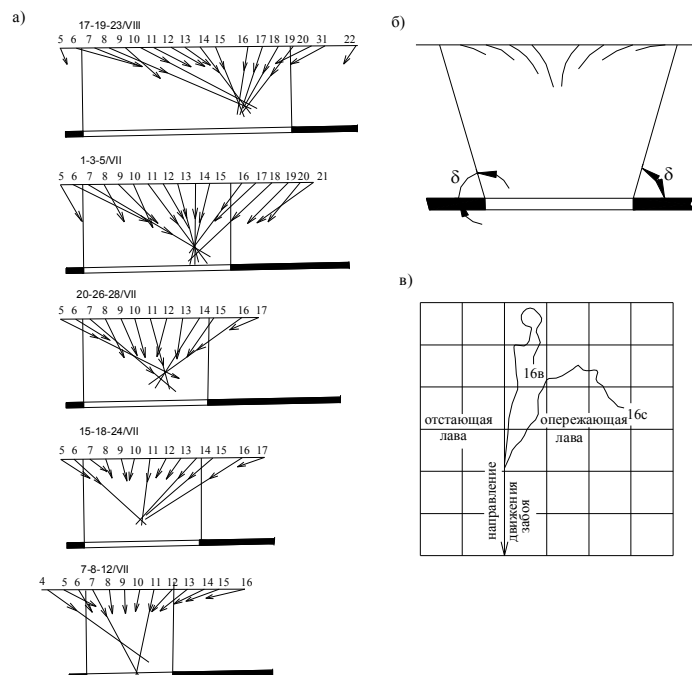 а)
17-19-23/VIII
5 6 7 8 9 10 11 12 13 14 15 16 17 18 19 20 31 22
1-3-5/VII
5 6 7 8 9 10 11 12 13 14 15 16 17 18 19 20 21
20-26-28/VII
5 6 7 8 9 10 11 12 13 14 15 16 17
15-18-24/VII
5 6 7 8 9 10 11 12 13 14 15 16 17
7-8-12/VII
4 5 6 7 8 9 10 11 12 13 14 15 16
б)
δ δ
в)
16в
16с
отстающая лава
опережающая лава
направление
движения
забоя